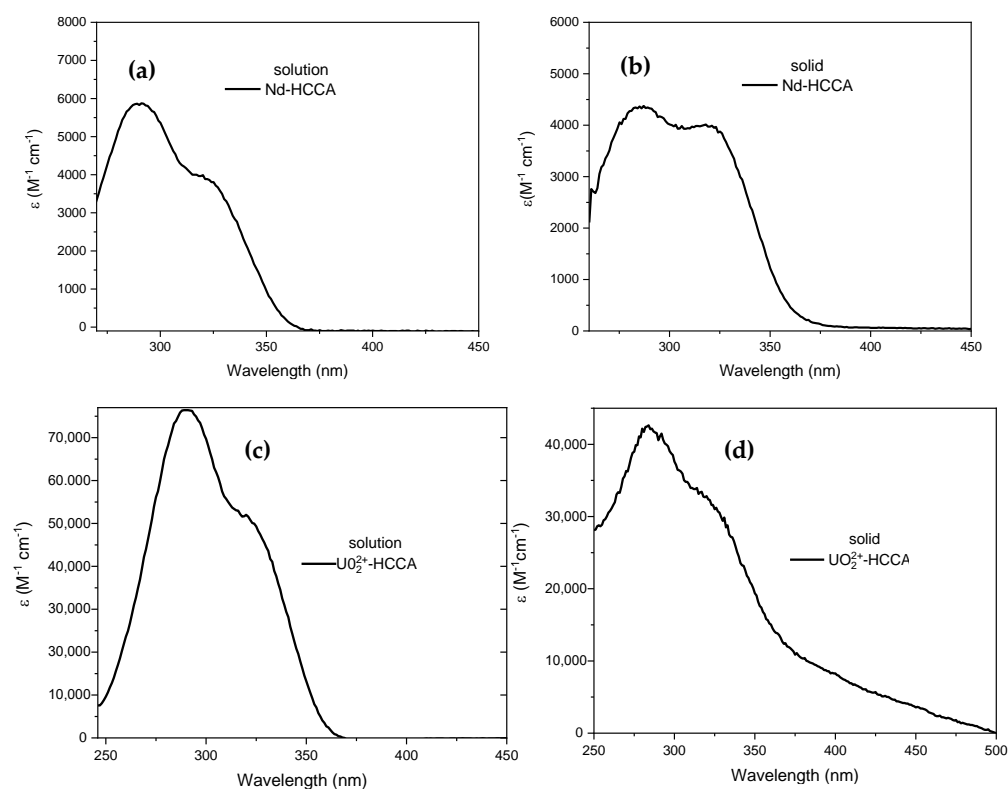 (a)
solution
Nd-HCCA
8000
7000
6000
5000
4000
3000
2000
1000
0
ε (M⁻¹ cm⁻¹)
300 350 400 450
Wavelength (nm)
(b)
solid
Nd-HCCA
6000
5000
4000
3000
2000
1000
0
ε(M⁻¹ cm⁻¹)
300 350 400 450
Wavelength (nm)
(c)
solution
U0₂²⁺-HCCA
70,000
60,000
50,000
40,000
30,000
20,000
10,000
0
ε (M⁻¹ cm⁻¹)
250 300 350 400 450
Wavelength (nm)
(d)
solid
UO₂²⁺-HCCA
40,000
30,000
20,000
10,000
0
ε (M⁻¹cm⁻¹)
250 300 350 400 450 500
Wavelength (nm)